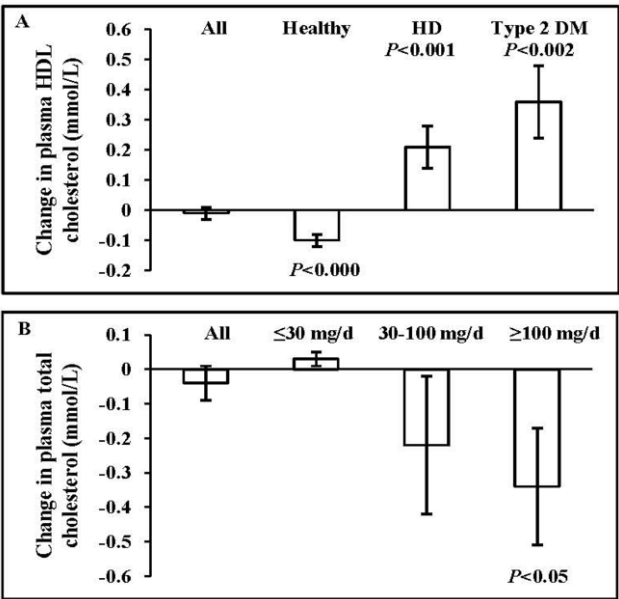 A
All Healthy HD Type 2 DM
P<0.001 P<0.002
Change in plasma HDL
cholesterol (mmol/L)
0.6
0.5
0.4
0.3
0.2
0.1
0
-0.1
-0.2
P<0.000
B
All ≤30 mg/d 30-100 mg/d ≥100 mg/d
Change in plasma total
cholesterol (mmol/L)
0.1
0
-0.1
-0.2
-0.3
-0.4
-0.5
-0.6
P<0.05